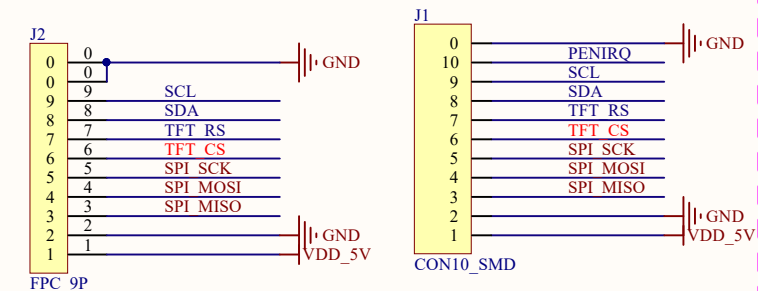 J2
0 0 GND
0 0
9 9 SCL
8 8 SDA
7 7 TFT_RS
6 6 TFT_CS
5 5 SPI_SCK
4 4 SPI_MOSI
3 3 SPI_MISO
2 2 GND
1 1 VDD_5V
FPC_9P
J1
0 GND
10 PENIRQ
9 SCL
8 SDA
7 TFT_RS
6 TFT_CS
5 SPI_SCK
4 SPI_MOSI
3 SPI_MISO
2 GND
1 VDD_5V
CON10_SMD